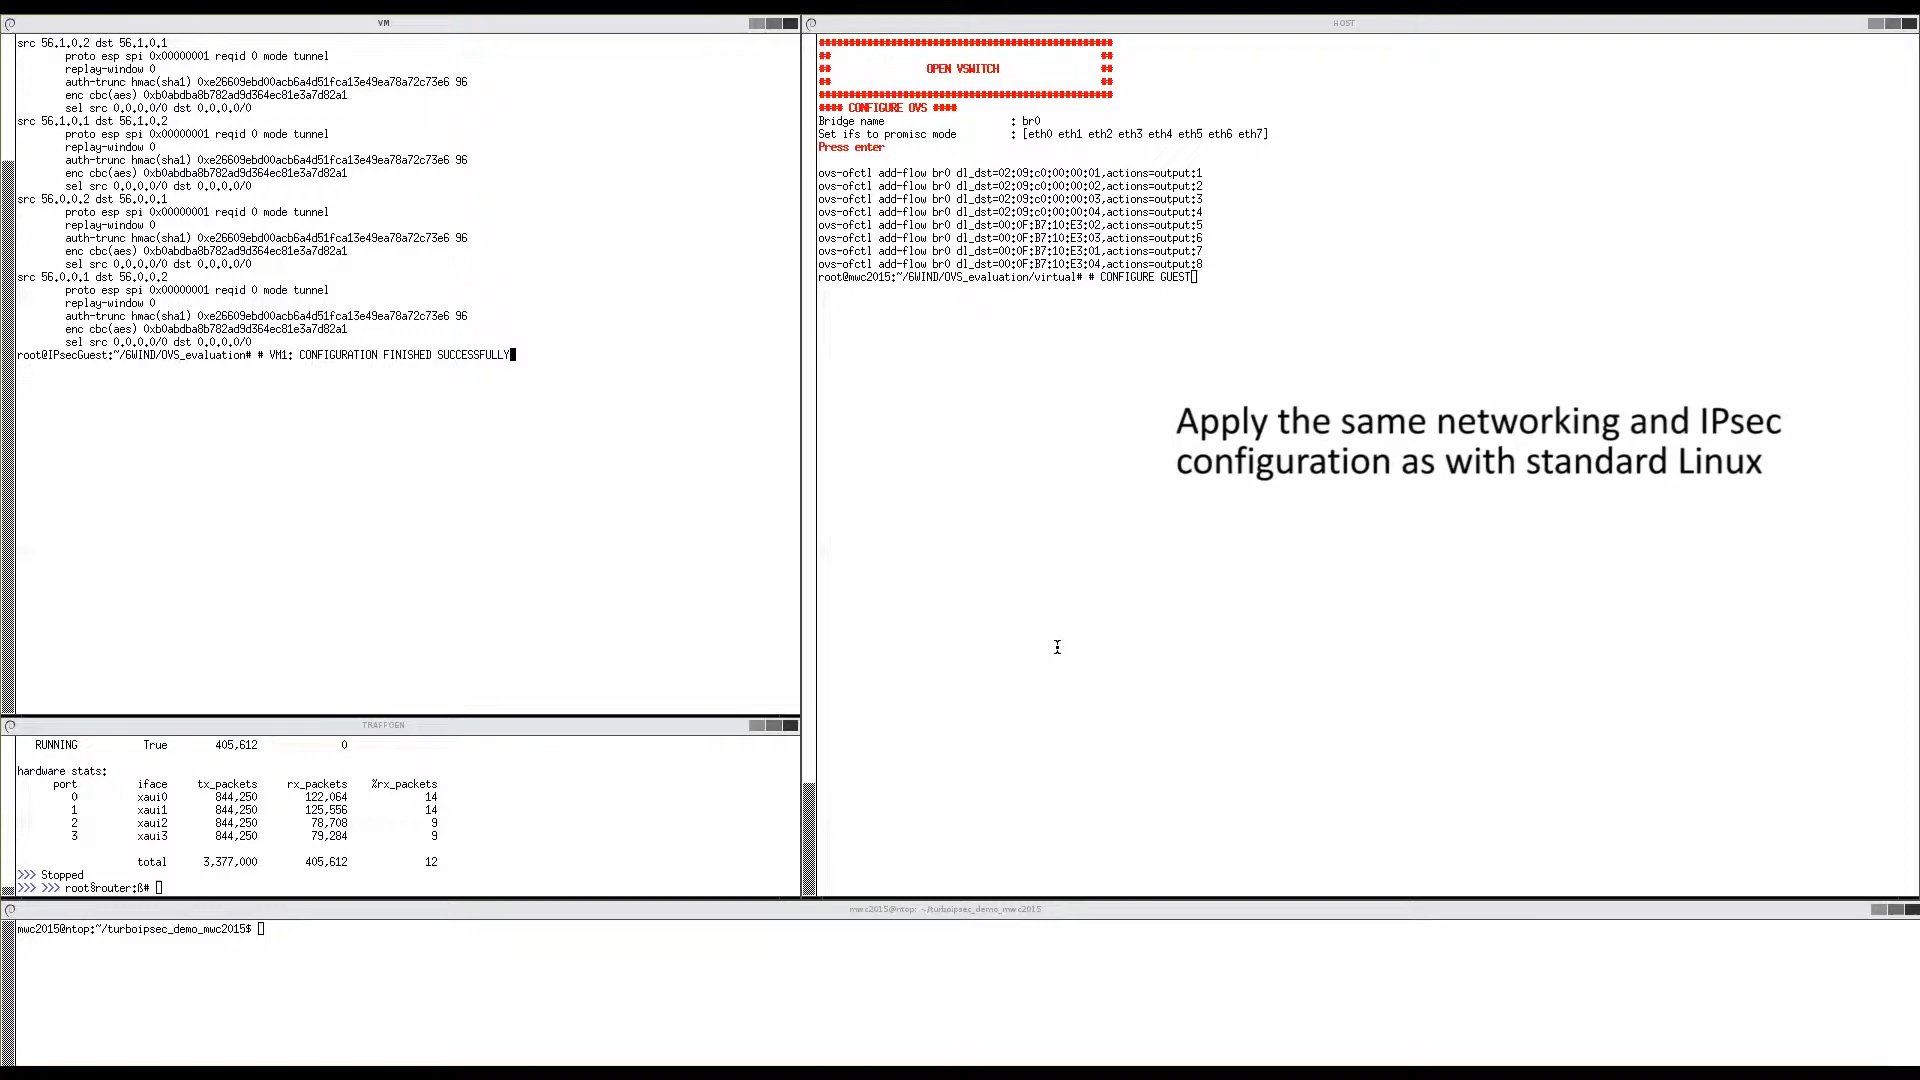 VM
src 56.1.0.2 dst 56.1.0.1
proto esp spi 0x00000001 reqid 0 mode tunnel
replay-window 0
auth-trunc hmac(sha1) 0xe26609ebd00acb6a4d51fca13e49ea78a72c73e6 96
enc cbc(aes) 0xb0abdba8b782ad9d364ec81e3a7d82a1
sel src 0.0.0.0/0 dst 0.0.0.0/0
src 56.1.0.1 dst 56.1.0.2
proto esp spi 0x00000001 reqid 0 mode tunnel
replay-window 0
auth-trunc hmac(sha1) 0xe26609ebd00acb6a4d51fca13e49ea78a72c73e6 96
enc cbc(aes) 0xb0abdba8b782ad9d364ec81e3a7d82a1
sel src 0.0.0.0/0 dst 0.0.0.0/0
src 56.0.0.2 dst 56.0.0.1
proto esp spi 0x00000001 reqid 0 mode tunnel
replay-window 0
auth-trunc hmac(sha1) 0xe26609ebd00acb6a4d51fca13e49ea78a72c73e6 96
enc cbc(aes) 0xb0abdba8b782ad9d364ec81e3a7d82a1
sel src 0.0.0.0/0 dst 0.0.0.0/0
src 56.0.0.1 dst 56.0.0.2
proto esp spi 0x00000001 reqid 0 mode tunnel
replay-window 0
auth-trunc hmac(sha1) 0xe26609ebd00acb6a4d51fca13e49ea78a72c73e6 96
enc cbc(aes) 0xb0abdba8b782ad9d364ec81e3a7d82a1
sel src 0.0.0.0/0 dst 0.0.0.0/0
root@IPsecGuest:~/6WIND/OVS_evaluation# # VM1: CONFIGURATION FINISHED SUCCESSFULLY
HOST
#################################################
## ##
## OPEN VSWITCH ##
## ##
#################################################
#### CONFIGURE OVS ####
Bridge name : br0
Set ifs to promisc mode : [eth0 eth1 eth2 eth3 eth4 eth5 eth6 eth7]
Press enter
ovs-ofctl add-flow br0 dl_dst=02:09:c0:00:00:01,actions=output:1
ovs-ofctl add-flow br0 dl_dst=02:09:c0:00:00:02,actions=output:2
ovs-ofctl add-flow br0 dl_dst=02:09:c0:00:00:03,actions=output:3
ovs-ofctl add-flow br0 dl_dst=02:09:c0:00:00:04,actions=output:4
ovs-ofctl add-flow br0 dl_dst=00:0F:B7:10:E3:02,actions=output:5
ovs-ofctl add-flow br0 dl_dst=00:0F:B7:10:E3:03,actions=output:6
ovs-ofctl add-flow br0 dl_dst=00:0F:B7:10:E3:01,actions=output:7
ovs-ofctl add-flow br0 dl_dst=00:0F:B7:10:E3:04,actions=output:8
root@mwc2015:~/6WIND/OVS_evaluation/virtual# # CONFIGURE GUEST
Apply the same networking and IPsec
configuration as with standard Linux
TRAFFGEN
RUNNING True 405,612 0
hardware stats:
port iface tx_packets rx_packets %rx_packets
0 xaui0 844,250 122,064 14
1 xaui1 844,250 125,556 14
2 xaui2 844,250 78,708 9
3 xaui3 844,250 79,284 9
total 3,377,000 405,612 12
>>> Stopped
>>> >>> root§router:ß#
mwc2015@ntop: ~/turboipsec_demo_mwc2015
mwc2015@ntop:~/turboipsec_demo_mwc2015$